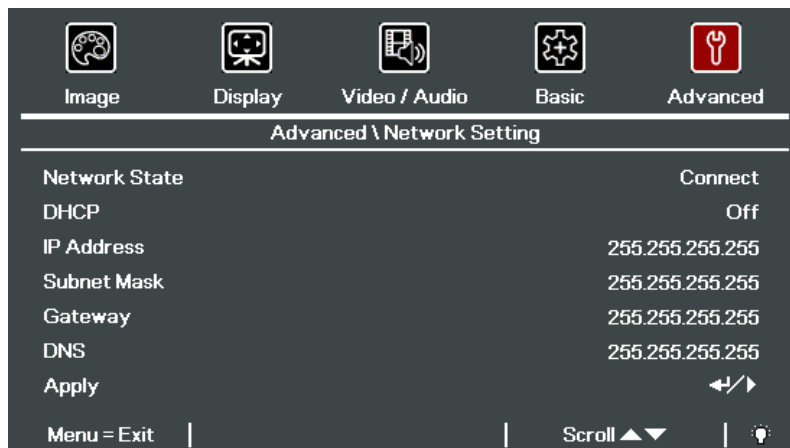 Image Display Video / Audio Basic Advanced
Advanced \ Network Setting
Network State Connect
DHCP Off
IP Address 255.255.255.255
Subnet Mask 255.255.255.255
Gateway 255.255.255.255
DNS 255.255.255.255
Apply
Menu = Exit Scroll